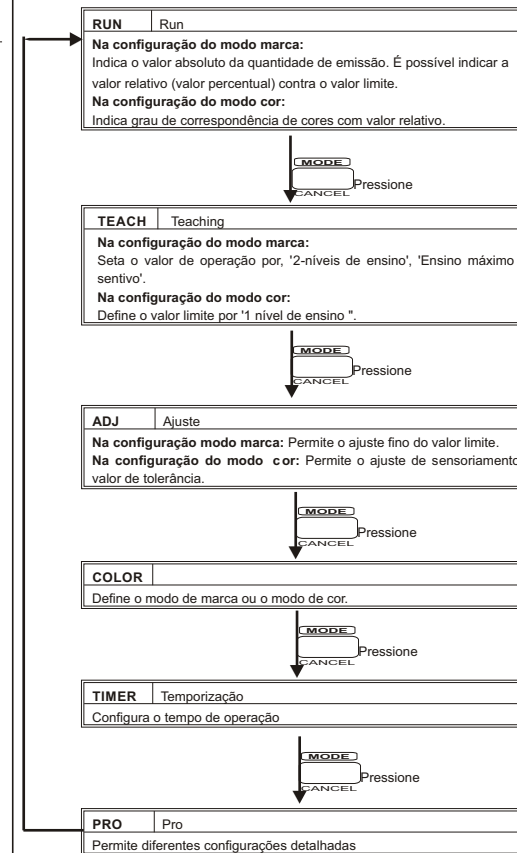 RUN Run
Na configuração do modo marca:
Indica o valor absoluto da quantidade de emissão. É possível indicar a
valor relativo (valor percentual) contra o valor limite.
Na configuração do modo cor:
Indica grau de correspondência de cores com valor relativo.
MODE
Pressione
CANCEL
TEACH Teaching
Na configuração do modo marca:
Seta o valor de operação por, '2-níveis de ensino', 'Ensino máximo
sentivo'.
Na configuração do modo cor:
Define o valor limite por '1 nível de ensino ".
MODE
Pressione
CANCEL
ADJ Ajuste
Na configuração modo marca: Permite o ajuste fino do valor limite.
Na configuração do modo cor: Permite o ajuste de sensoriamento
valor de tolerância.
MODE
Pressione
CANCEL
COLOR
Define o modo de marca ou o modo de cor.
MODE
Pressione
CANCEL
TIMER Temporização
Configura o tempo de operação
MODE
Pressione
CANCEL
PRO Pro
Permite diferentes configurações detalhadas